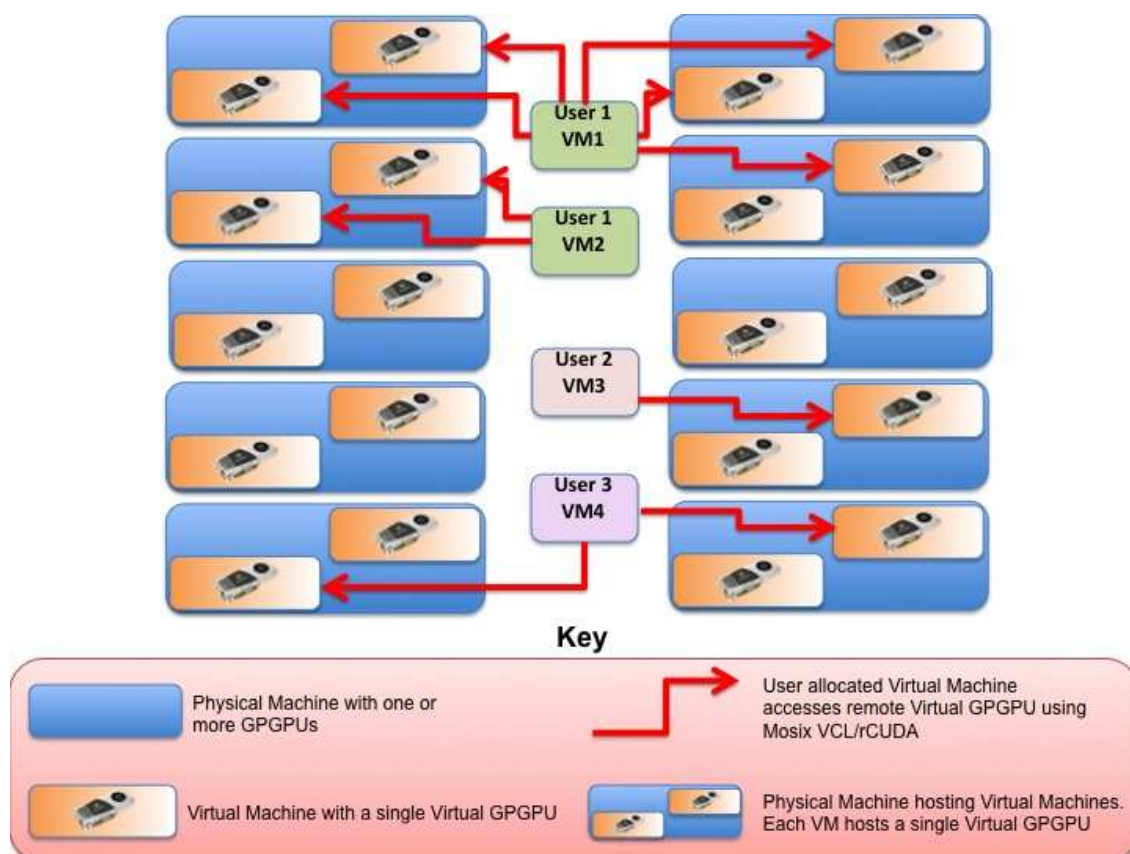 User 1
VM1
User 1
VM2
User 2
VM3
User 3
VM4
Key
Physical Machine with one or
more GPGPUs
User allocated Virtual Machine
accesses remote Virtual GPGPU using
Mosix VCL/rCUDA
Virtual Machine with a single Virtual GPGPU
Physical Machine hosting Virtual Machines.
Each VM hosts a single Virtual GPGPU